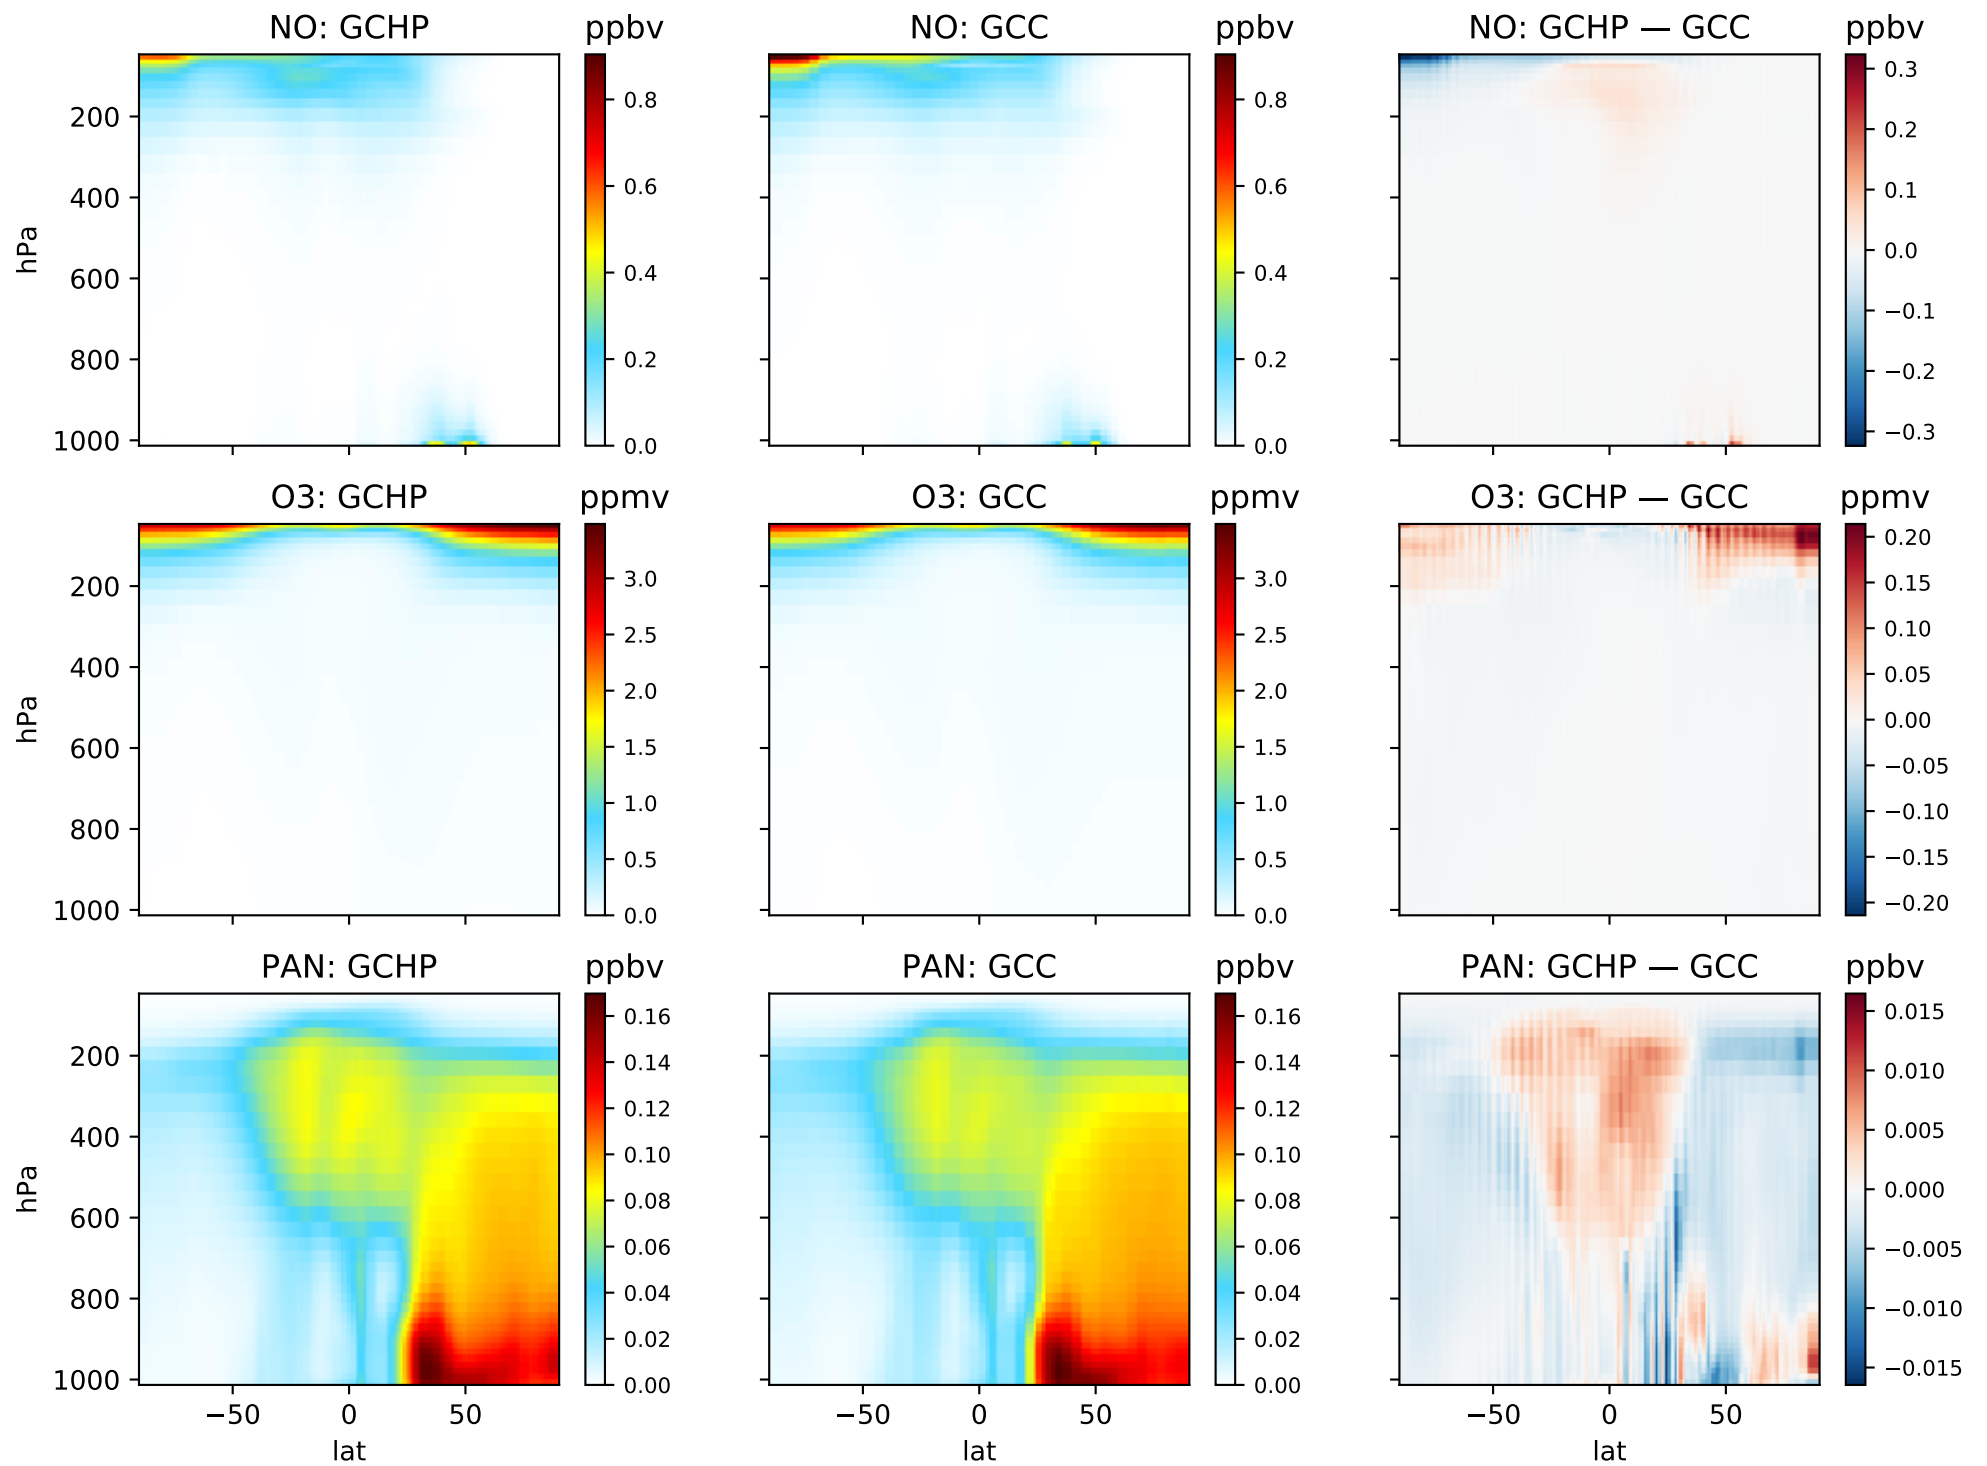 NO: GCHP ppbv NO: GCC ppbv NO: GCHP — GCC ppbv
0.8 0.8 0.3
200 0.2
0.6 0.6 0.1
400
hPa 0.4 0.4 0.0
600
−0.1
800 0.2 0.2 −0.2
1000 0.0 0.0 −0.3
O3: GCHP ppmv O3: GCC ppmv O3: GCHP — GCC ppmv
3.0 3.0 0.20
200 0.15
2.5 2.5 0.10
400 2.0 2.0 0.05
hPa 1.5 1.5 0.00
600 −0.05
1.0 1.0 −0.10
800 0.5 0.5 −0.15
1000 0.0 0.0 −0.20
PAN: GCHP ppbv PAN: GCC ppbv PAN: GCHP — GCC ppbv
0.16 0.16 0.015
200 0.14 0.14 0.010
0.12 0.12
400 0.10 0.10 0.005
hPa 0.08 0.08 0.000
600 0.06 0.06 −0.005
800 0.04 0.04 −0.010
0.02 0.02 −0.015
1000 0.00 0.00
−50 0 50 −50 0 50 −50 0 50
lat lat lat